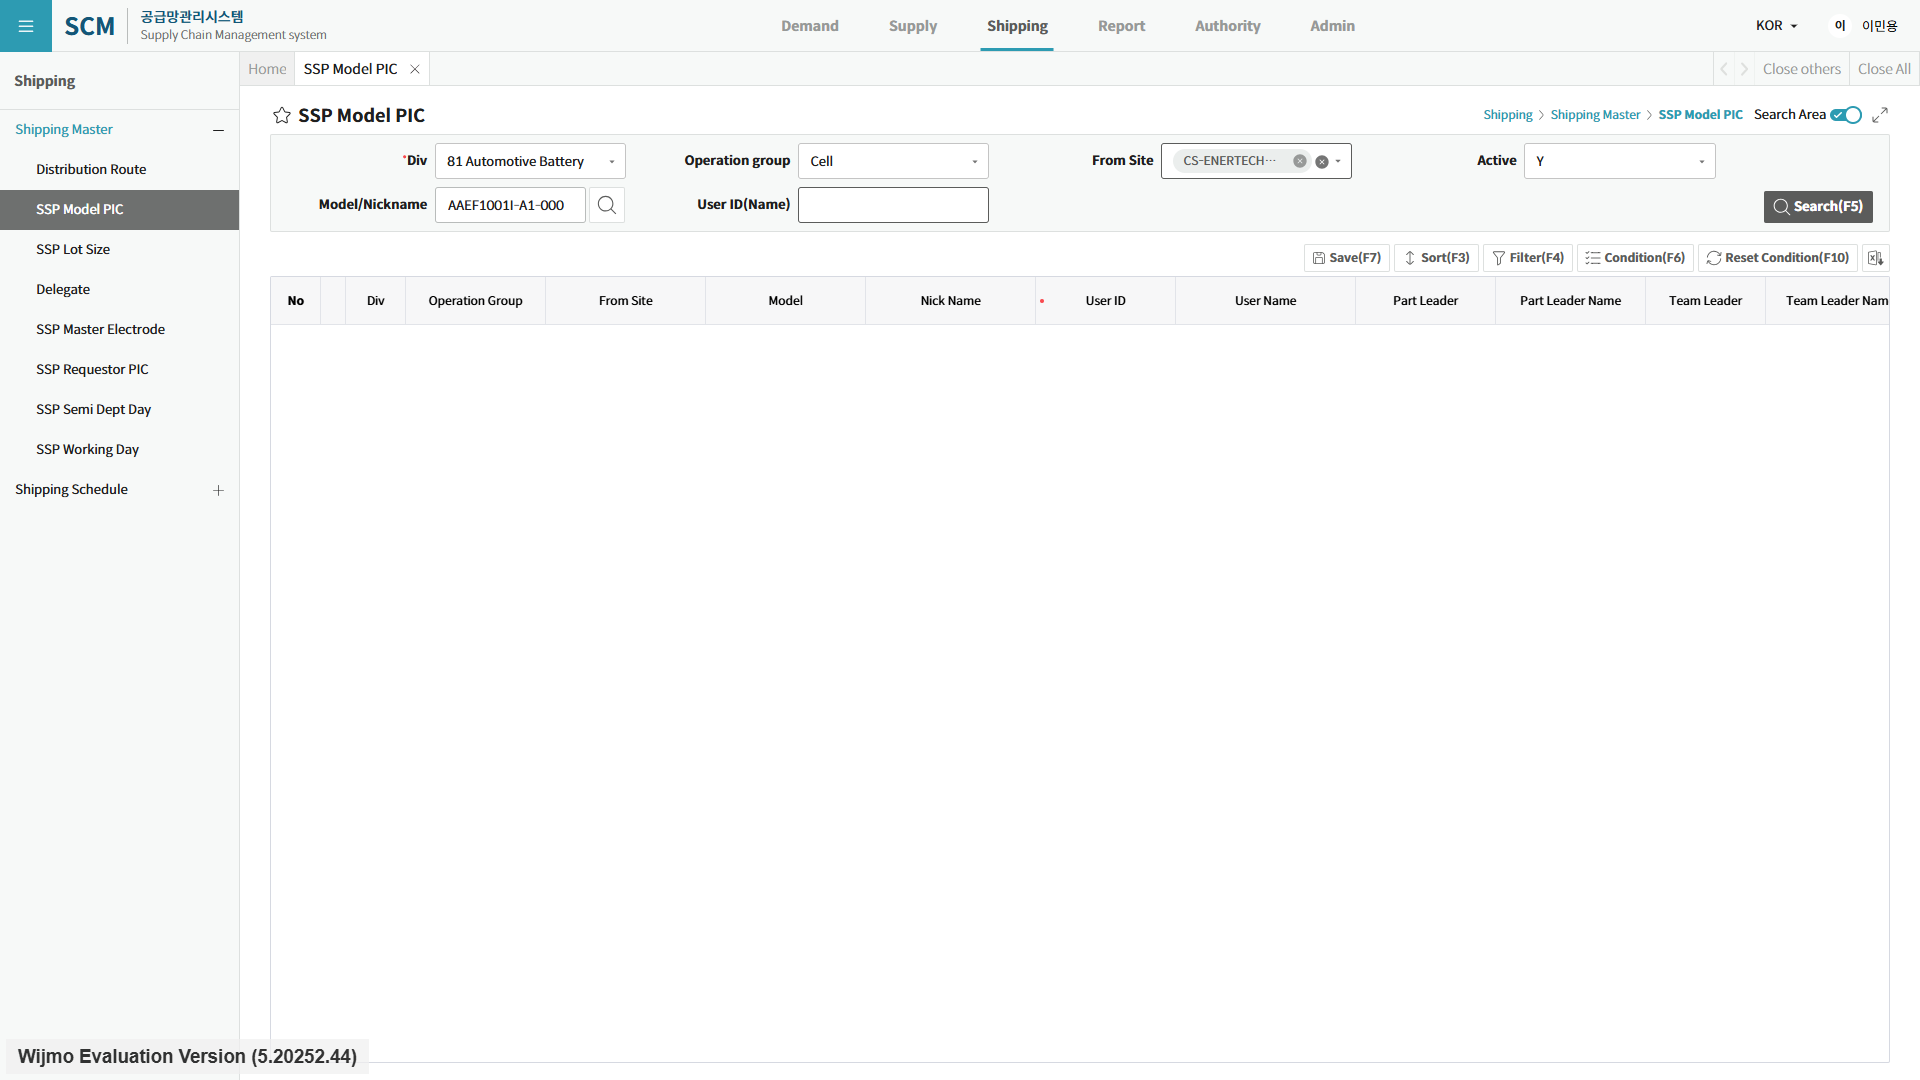 SCM
공급망관리시스템
Supply Chain Management system
Demand
Supply
Shipping
Report
Authority
Admin
KOR
이
이민용
Shipping
Home
SSP Model PIC
Close others
Close All
Shipping Master
Distribution Route
SSP Model PIC
SSP Lot Size
Delegate
SSP Master Electrode
SSP Requestor PIC
SSP Semi Dept Day
SSP Working Day
Shipping Schedule
SSP Model PIC
Shipping > Shipping Master > SSP Model PIC
Search Area
*Div
81 Automotive Battery
Operation group
Cell
From Site
CS-ENERTECH···
Active
Y
Model/Nickname
AAEF1001I-A1-000
User ID(Name)
Search(F5)
Save(F7)
Sort(F3)
Filter(F4)
Condition(F6)
Reset Condition(F10)
No
Div
Operation Group
From Site
Model
Nick Name
User ID
User Name
Part Leader
Part Leader Name
Team Leader
Team Leader Nam
Wijmo Evaluation Version (5.20252.44)